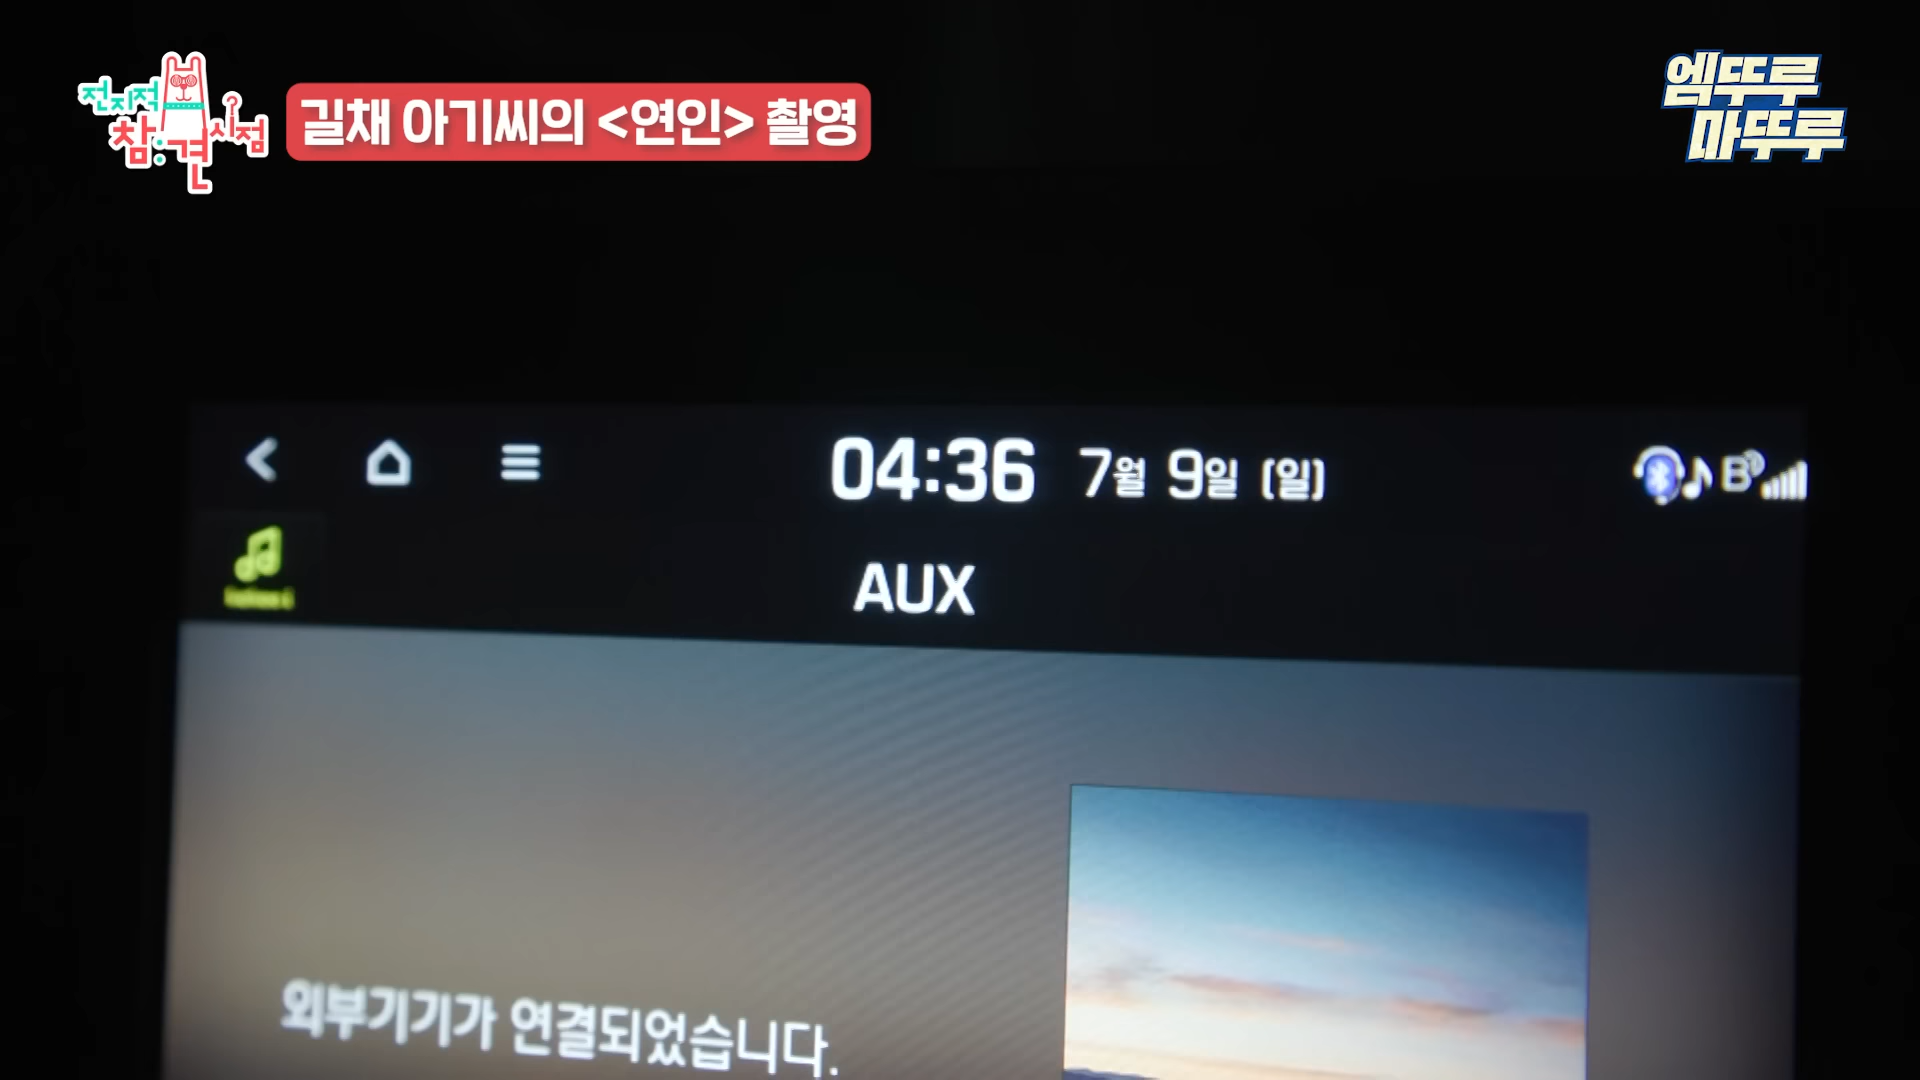 전지적
참견 시점
길채 아기씨의 <연인> 촬영
엠뚜루
마뚜루
04:36 7월 9일 (일)
B
AUX
외부기기가 연결되었습니다.